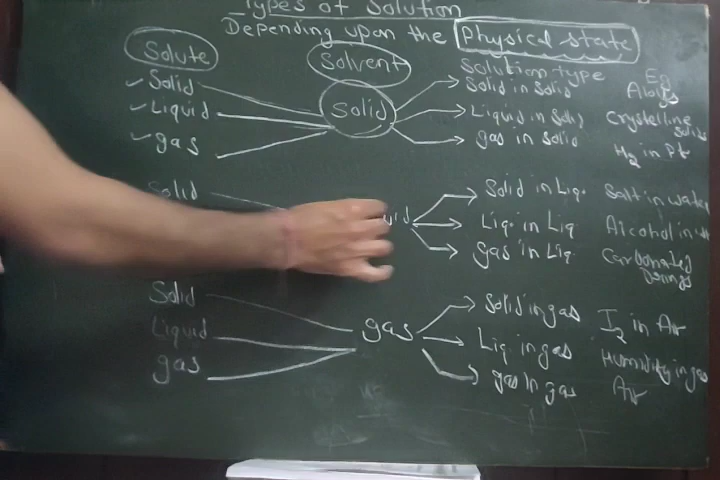 Types of Solution
Depending upon the Physical state
Solute Solvent Solution type Eg
Solid Solid Solid in Solid Alloys
Liquid Liquid in Solid Crystalline
gas gas in Solid H2 in Pt
Solid Solid in Liq. Salt in water
Liq. in Liq Alcohol in
gas in Liq. Carbonated
Solid gas Solid in gas I2 in Air
Liquid Liq in gas Humidity in gas
gas gas in gas Air